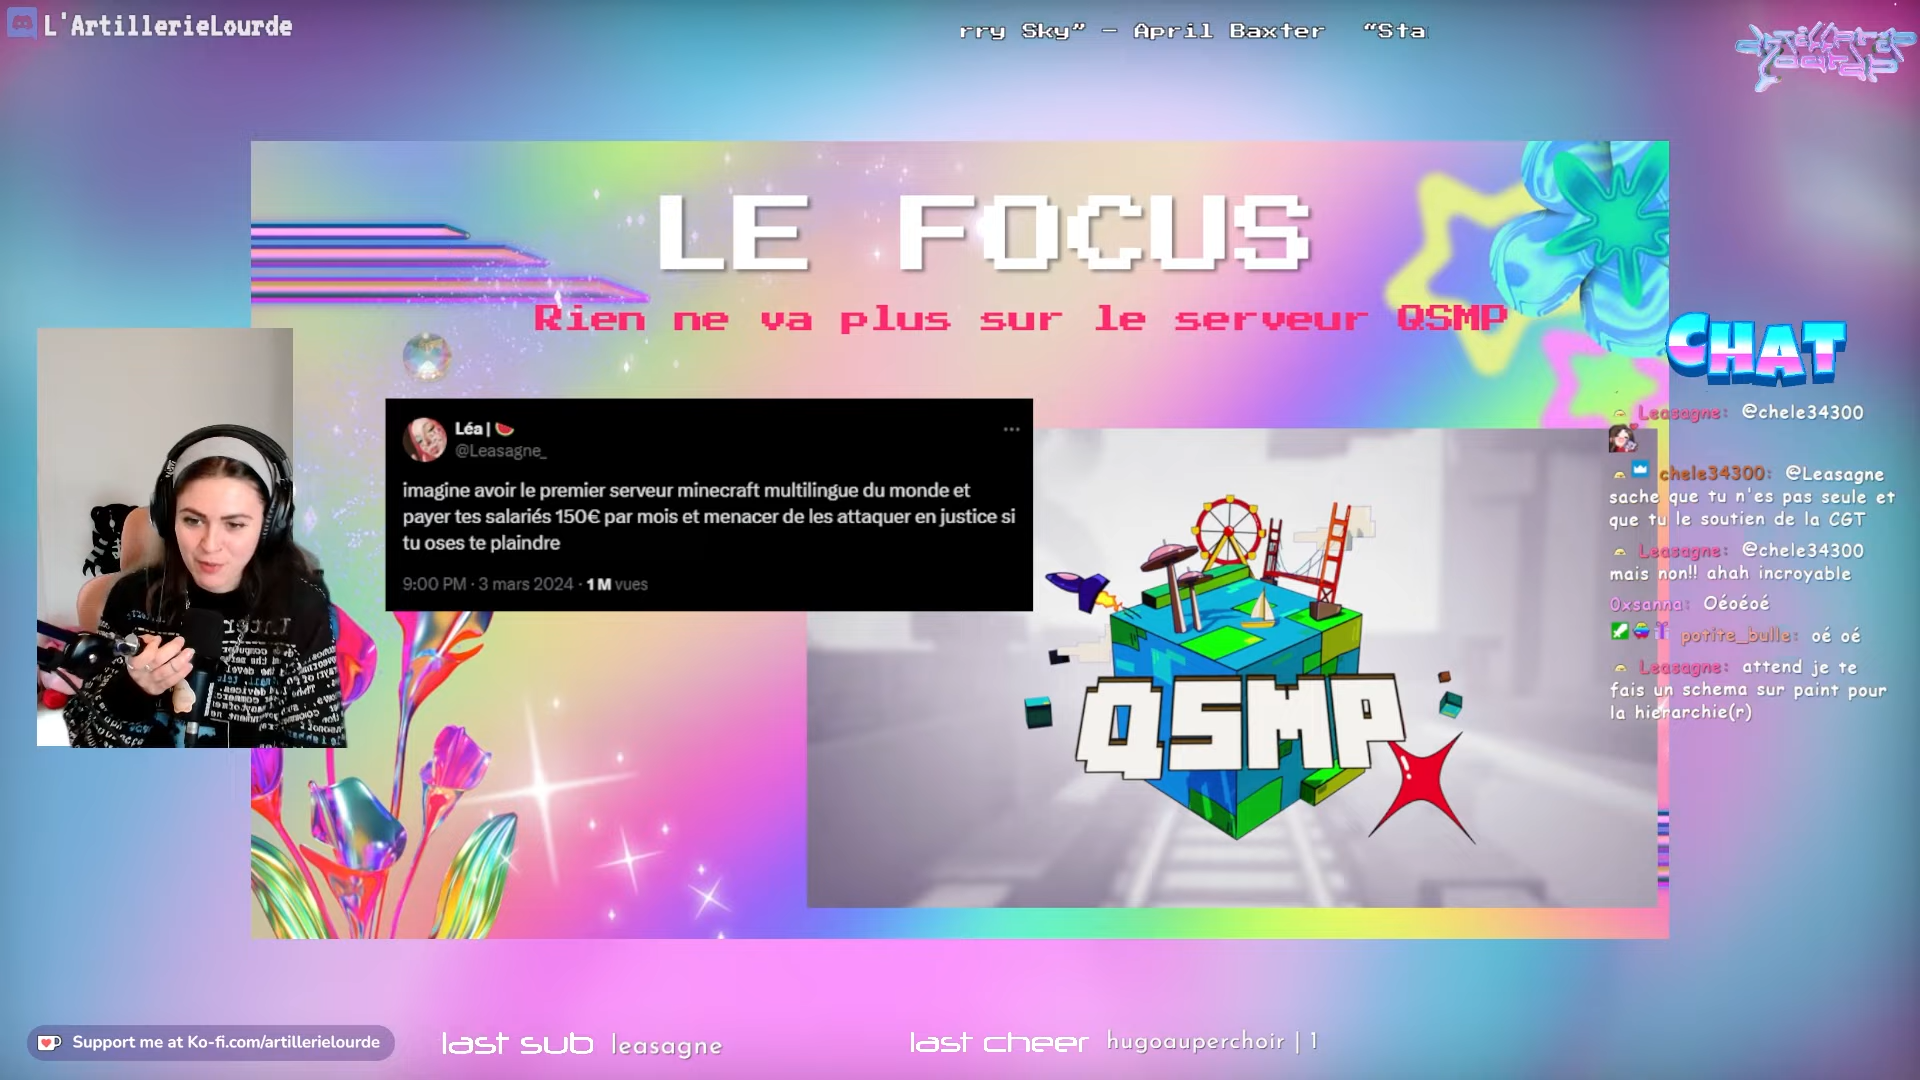 L'ArtillerieLourde
rry Sky” - April Baxter “Sta
LE FOCUS
Rien ne va plus sur le serveur QSMP
Léa | 🍉
@Leasagne_
imagine avoir le premier serveur minecraft multilingue du monde et
payer tes salariés 150€ par mois et menacer de les attaquer en justice si
tu oses te plaindre
9:00 PM · 3 mars 2024 · 1 M vues
QSMP
CHAT
Leasagne: @chele34300
chele34300: @Leasagne
sache que tu n'es pas seule et
que tu le soutien de la CGT
Leasagne: @chele34300
mais non!! ahah incroyable
Oxsanna: Oéoéoé
potite_bulle: oé oé
Leasagne: attend je te
fais un schema sur paint pour
la hierarchie(r)
Support me at Ko-fi.com/artillerielourde
last sub leasagne
last cheer hugoauperchoir | 1